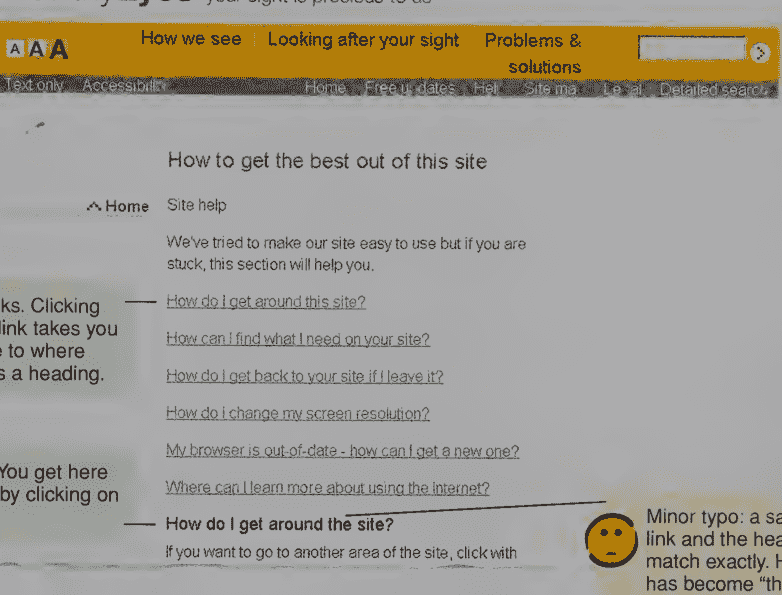 your sight is precious to us
A A A
How we see
Looking after your sight
Problems &
solutions
Text only
Accessibility
Home
Free updates
Detailed search
How to get the best out of this site
Home
Site help
We've tried to make our site easy to use but if you are
stuck, this section will help you.
ks. Clicking
link takes you
e to where
s a heading.
How do I get around this site?
How can I find what I need on your site?
How do I get back to your site if I leave it?
How do I change my screen resolution?
My browser is out-of-date - how can I get a new one?
Where can I learn more about using the Internet?
You get here
by clicking on
How do I get around the site?
If you want to go to another area of the site, click with
Minor typo: a sa
link and the hea
match exactly. H
has become “th